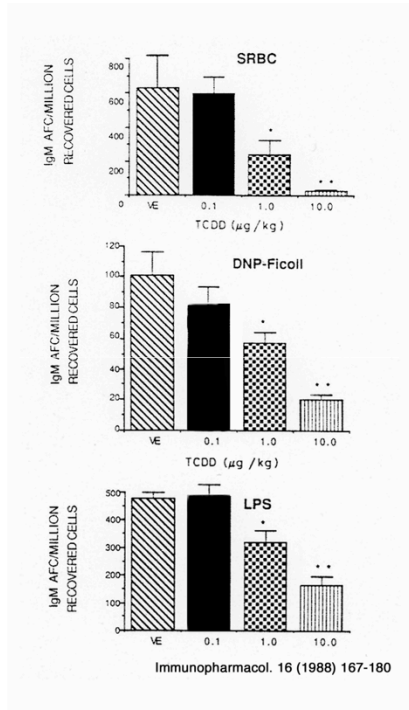 SRBC
IgM AFC/MILLION
RECOVERED CELLS
800
600
400
200
0
VE 0.1 1.0 10.0
* * *
TCDD (µg/kg)
DNP-Ficoll
IgM AFC/MILLION
RECOVERED CELLS
120
100
80
60
40
20
0
* * *
VE 0.1 1.0 10.0
TCDD (µg /kg)
LPS
IgM AFC/MILLION
RECOVERED CELLS
500
400
300
200
100
0
* * *
VE 0.1 1.0 10.0
Immunopharmacol. 16 (1988) 167-180